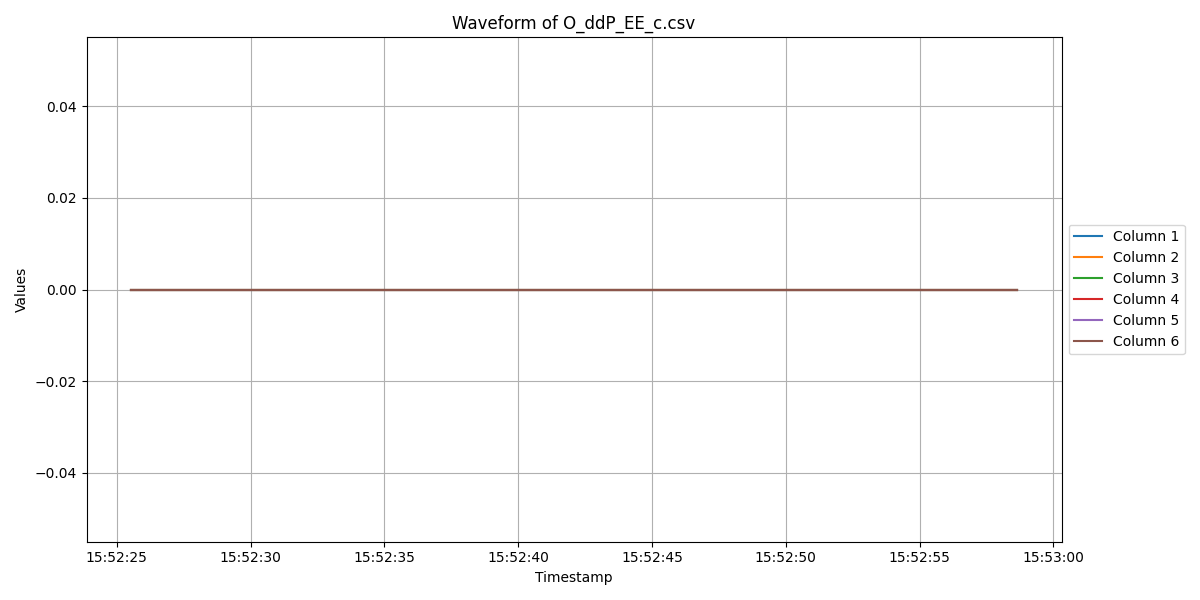 Waveform of O_ddP_EE_c.csv
0.04
0.02
0.00
−0.02
−0.04
Values
15:52:25 15:52:30 15:52:35 15:52:40 15:52:45 15:52:50 15:52:55 15:53:00
Timestamp
Column 1
Column 2
Column 3
Column 4
Column 5
Column 6